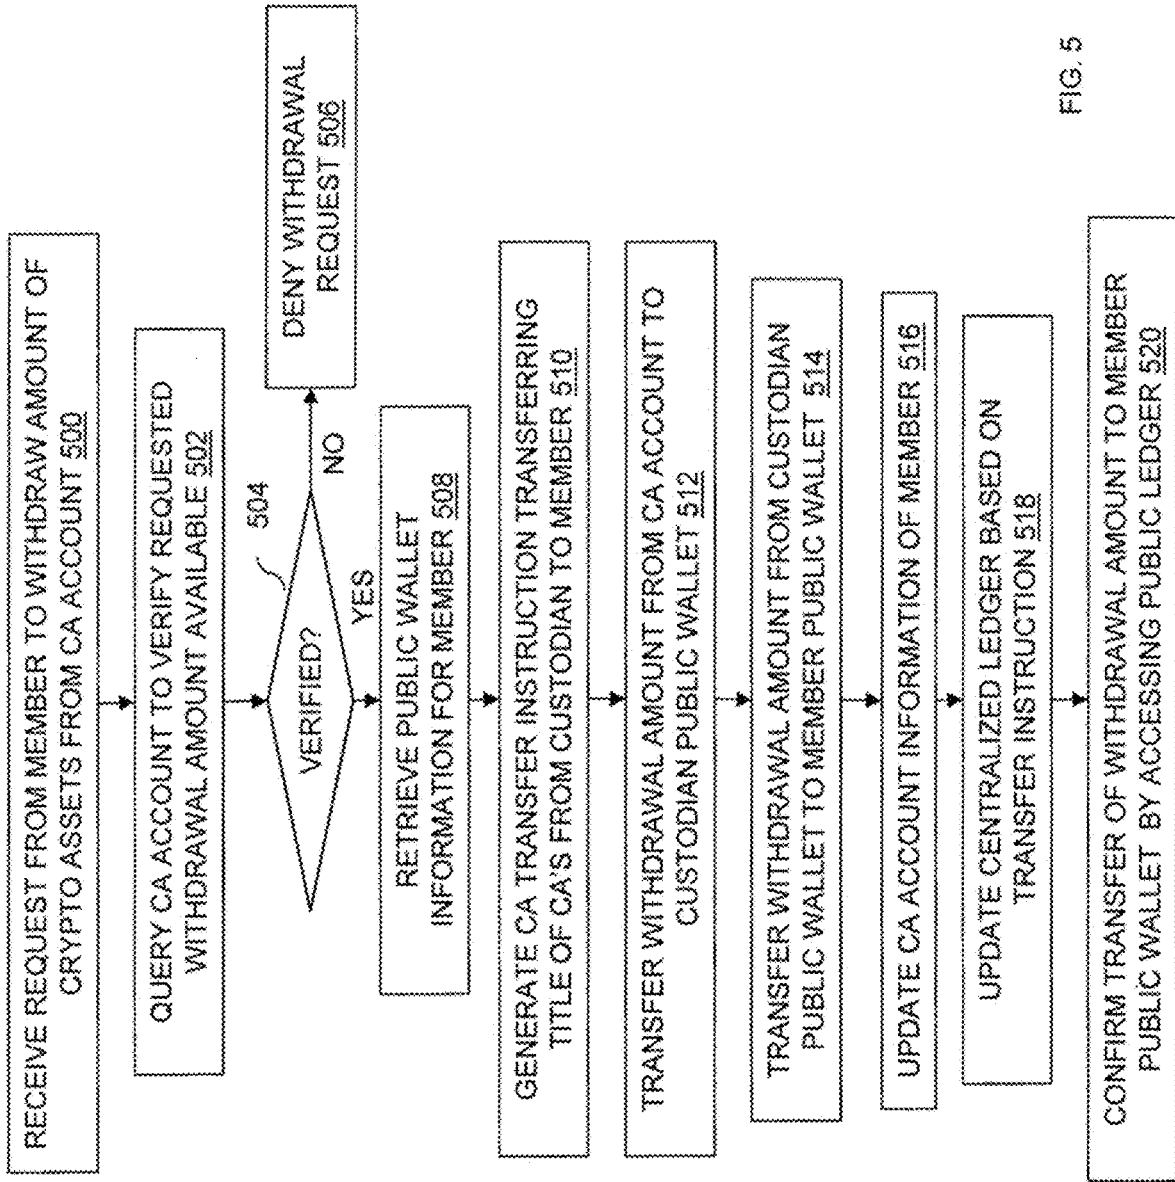 RECEIVE REQUEST FROM MEMBER TO WITHDRAW AMOUNT OF
CRYPTO ASSETS FROM CA ACCOUNT 500
QUERY CA ACCOUNT TO VERIFY REQUESTED
WITHDRAWAL AMOUNT AVAILABLE 502
504
VERIFIED?
NO
DENY WITHDRAWAL
REQUEST 506
YES
RETRIEVE PUBLIC WALLET
INFORMATION FOR MEMBER 508
GENERATE CA TRANSFER INSTRUCTION TRANSFERRING
TITLE OF CA'S FROM CUSTODIAN TO MEMBER 510
TRANSFER WITHDRAWAL AMOUNT FROM CA ACCOUNT TO
CUSTODIAN PUBLIC WALLET 512
TRANSFER WITHDRAWAL AMOUNT FROM CUSTODIAN
PUBLIC WALLET TO MEMBER PUBLIC WALLET 514
UPDATE CA ACCOUNT INFORMATION OF MEMBER 516
UPDATE CENTRALIZED LEDGER BASED ON
TRANSFER INSTRUCTION 518
CONFIRM TRANSFER OF WITHDRAWAL AMOUNT TO MEMBER
PUBLIC WALLET BY ACCESSING PUBLIC LEDGER 520
FIG. 5